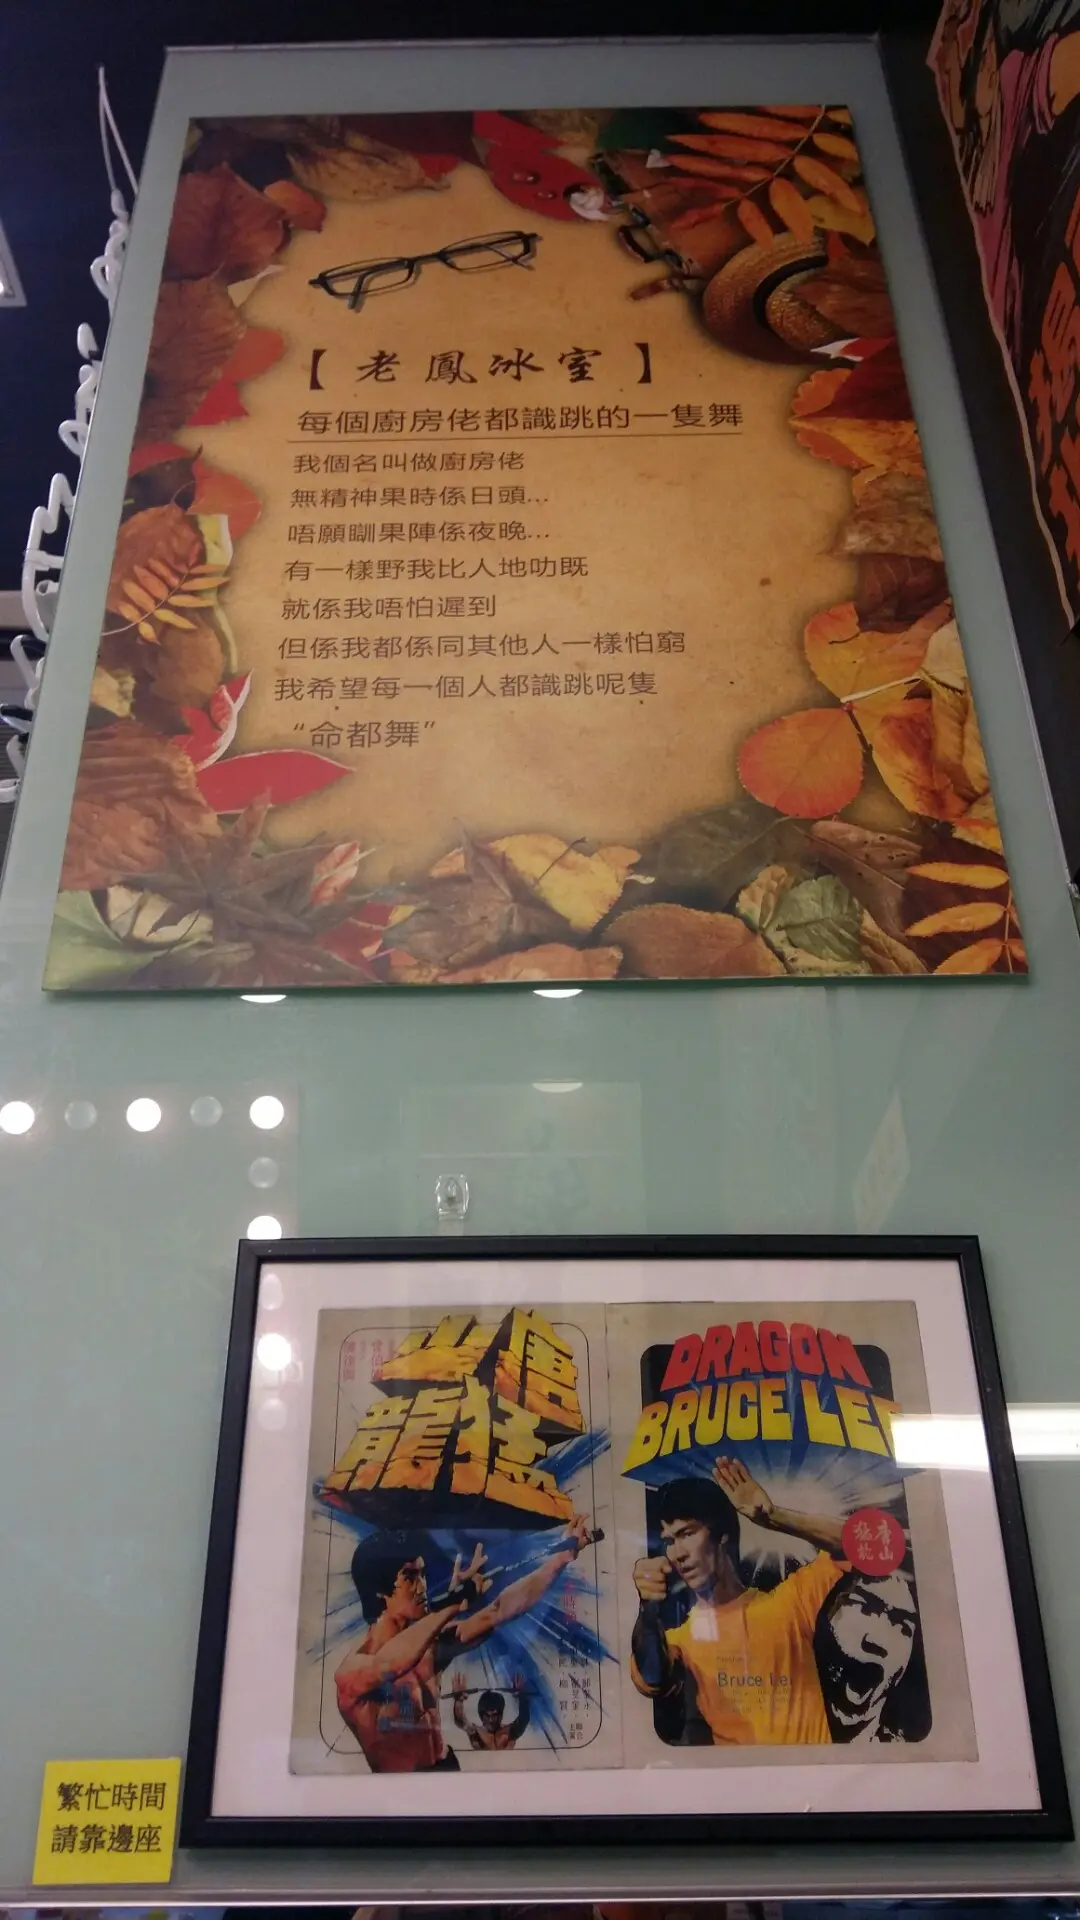 【老鳳冰室】
每個廚房佬都識跳的一隻舞
我個名叫做廚房佬
無精神果時係日頭...
唔願瞓果陣係夜晚...
有一樣野我比人地叻既
就係我唔怕遲到
但係我都係同其他人一樣怕窮
我希望每一個人都識跳呢隻
“命都舞”
唐山
猛龍
DRAGON
BRUCE LEE
唐山
猛龍
Bruce Lee
繁忙時間
請靠邊座